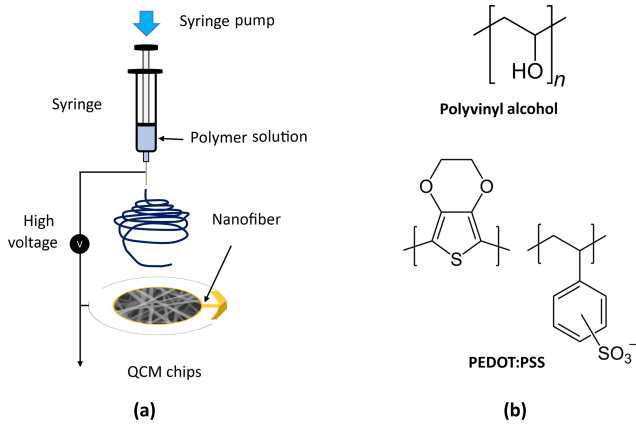 Syringe pump
Syringe
Polymer solution
High
voltage
V
Nanofiber
QCM chips
(a)
HO
n
Polyvinyl alcohol
O
O
S
SO3−
PEDOT:PSS
(b)